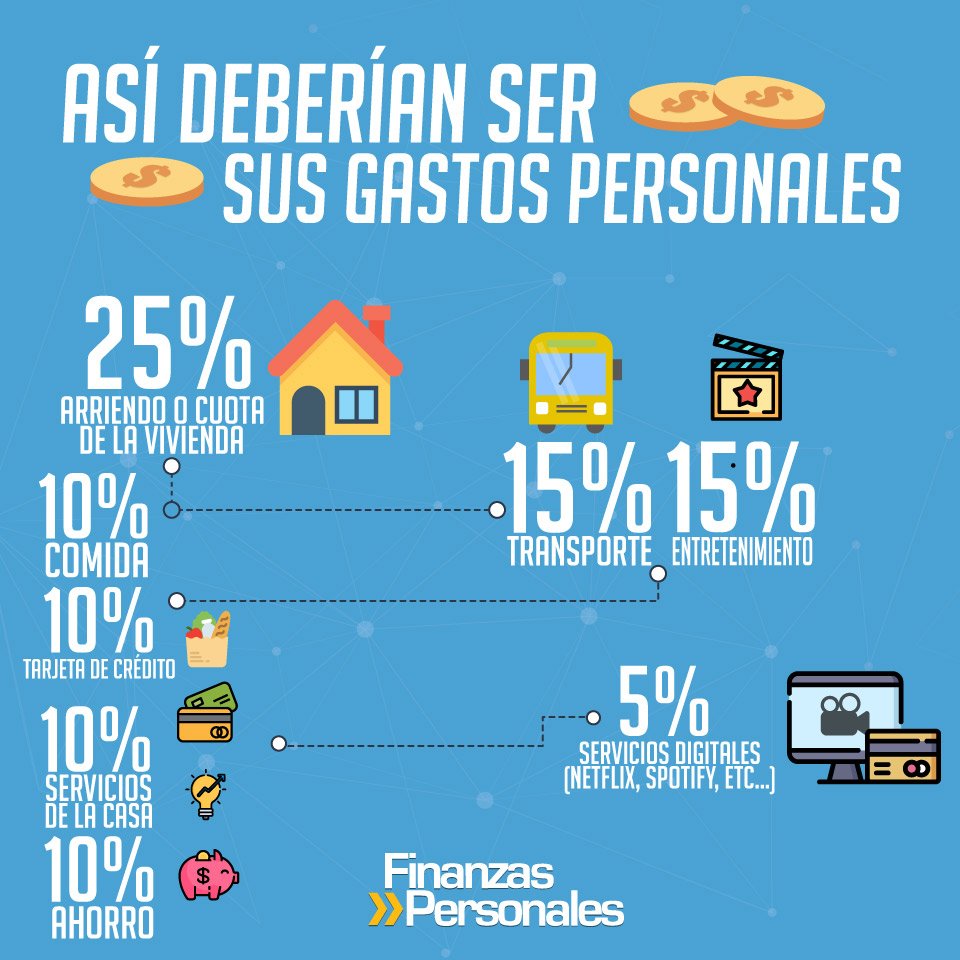 ASÍ DEBERÍAN SER
SUS GASTOS PERSONALES
25%
ARRIENDO O CUOTA
DE LA VIVIENDA
15%
TRANSPORTE
15%
ENTRETENIMIENTO
10%
COMIDA
10%
TARJETA DE CRÉDITO
10%
SERVICIOS
DE LA CASA
10%
AHORRO
5%
SERVICIOS DIGITALES
(NETFLIX, SPOTIFY, ETC...)
Finanzas
Personales